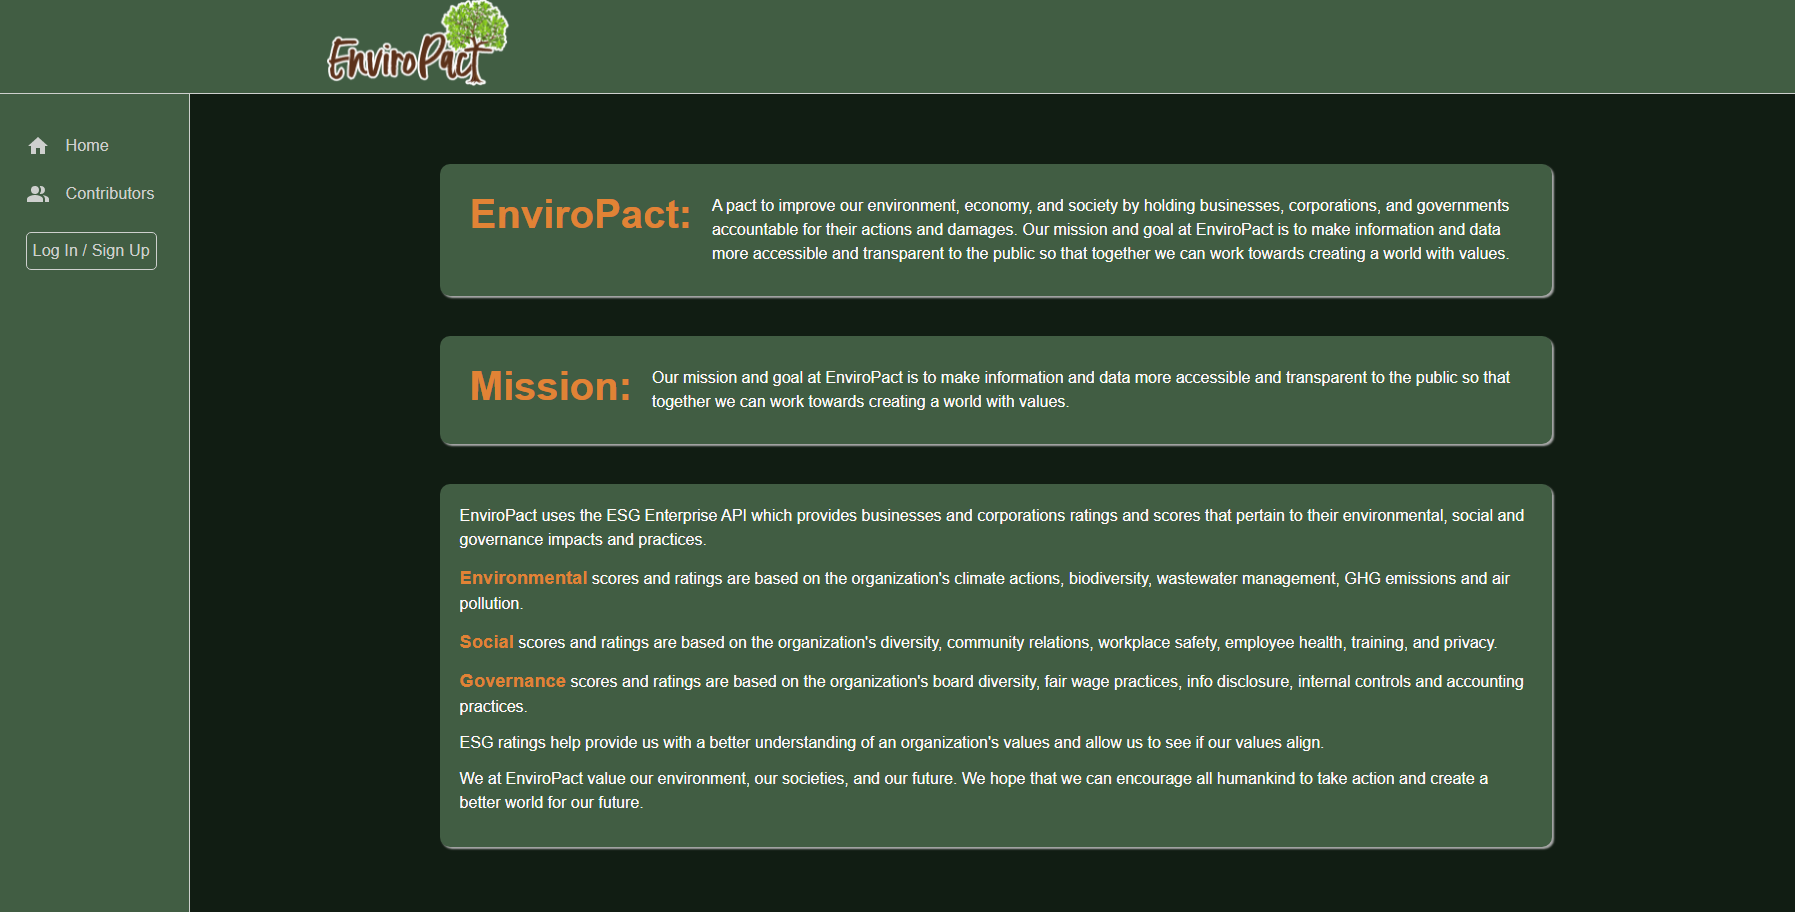 EnviroPact
Home
Contributors
Log In / Sign Up
EnviroPact:
A pact to improve our environment, economy, and society by holding businesses, corporations, and governments
accountable for their actions and damages. Our mission and goal at EnviroPact is to make information and data
more accessible and transparent to the public so that together we can work towards creating a world with values.
Mission:
Our mission and goal at EnviroPact is to make information and data more accessible and transparent to the public so that
together we can work towards creating a world with values.
EnviroPact uses the ESG Enterprise API which provides businesses and corporations ratings and scores that pertain to their environmental, social and
governance impacts and practices.
Environmental scores and ratings are based on the organization's climate actions, biodiversity, wastewater management, GHG emissions and air
pollution.
Social scores and ratings are based on the organization's diversity, community relations, workplace safety, employee health, training, and privacy.
Governance scores and ratings are based on the organization's board diversity, fair wage practices, info disclosure, internal controls and accounting
practices.
ESG ratings help provide us with a better understanding of an organization's values and allow us to see if our values align.
We at EnviroPact value our environment, our societies, and our future. We hope that we can encourage all humankind to take action and create a
better world for our future.